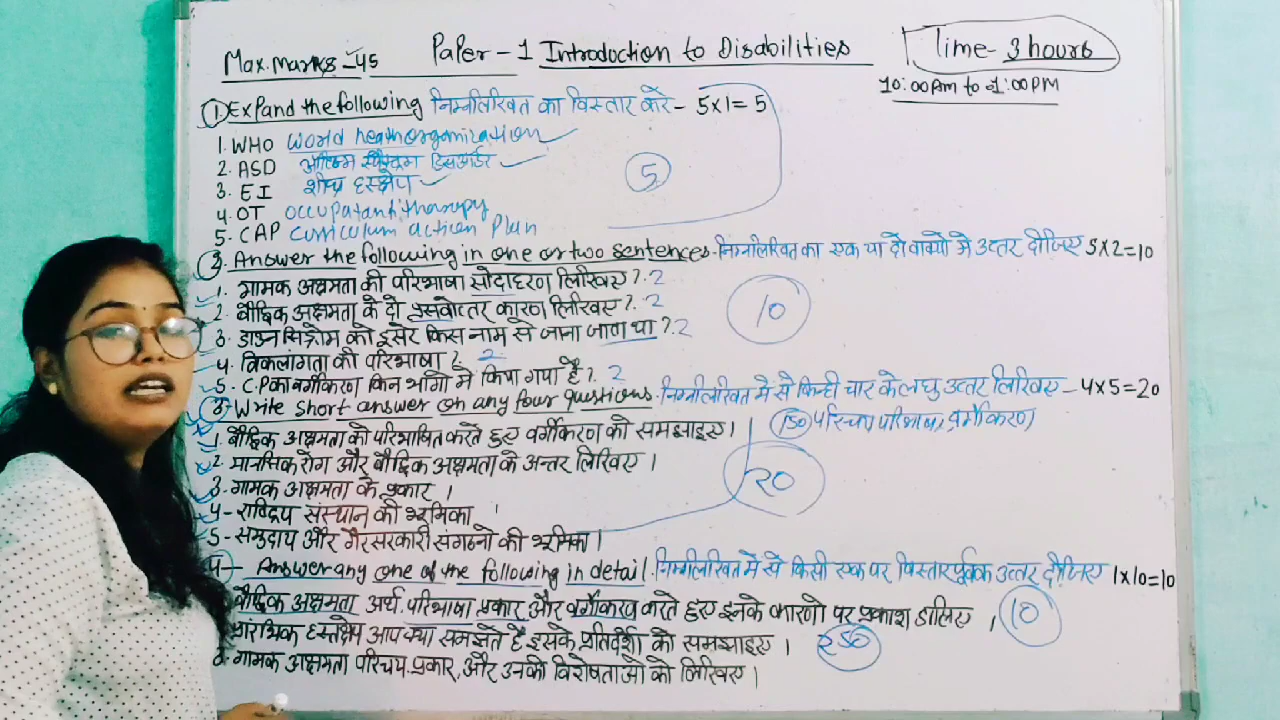 Max. Marks - 45 Paper - 1 Introduction to Disabilities Time - 3 hours
10:00 Am to 1:00 PM
1. Expand the following निम्नलिखित का विस्तार करे - 5x1= 5
1. WHO World heath organization
2. ASD ऑटिज्म स्पैक्ट्रम डिसऑर्डर
3. EI शीघ्र हस्क्षेप
5
4. OT
5. CAP Curriculum action Plan
2. Answer the following in one or two sentences. निम्नलिखित का एक या दो वाक्यो मे उत्तर दीजिए 5x2=10
1. गामक अक्षमता की परिभाषा सोदाहरण लिखिए ?. 2
2. बौद्धिक अक्षमता के दो प्रसवोत्तर कारण लिखिए ?. 2
10
3. डाउन सिंड्रोम को दूसरे किस नाम से जाना जाता था ? 2
4. विकलांगता की परिभाषा ?. 2
5. C.P का वर्गीकरण किन भागो मे किया गया है ?. 2
3. Write short answer on any four questions. निम्नलिखित मे से किन्ही चार के लघु उत्तर लिखिए - 4x5=20
1. बौद्धिक अक्षमता को परिभाषित करते हुए वर्गीकरण को समझाइए । 150 परिचय, परिभाषा, वर्गीकरण
2. मानसिक रोग और बौद्धिक अक्षमता के अन्तर लिखिए ।
20
3- गामक अक्षमता के प्रकार ।
4- राष्ट्रिय संस्थान की भूमिका ।
5- समुदाय और गैर सरकारी संगठनो की भूमिका ।
4- Answer any one of the following in detail. निम्नलिखित मे से किसी एक पर विस्तारपूर्वक उत्तर दीजिए 1x10=10
बौद्धिक अक्षमता अर्थ, परिभाषा प्रकार और वर्गीकरण करते हुए इनके कारणो पर प्रकाश डालिए । 10
प्रारंभिक हस्तक्षेप आप क्या समझते है इसके प्रतिदर्शो को समझाइए । 250
गामक अक्षमता परिचय प्रकार, और उनकी विशेषताओ को लिखिए ।